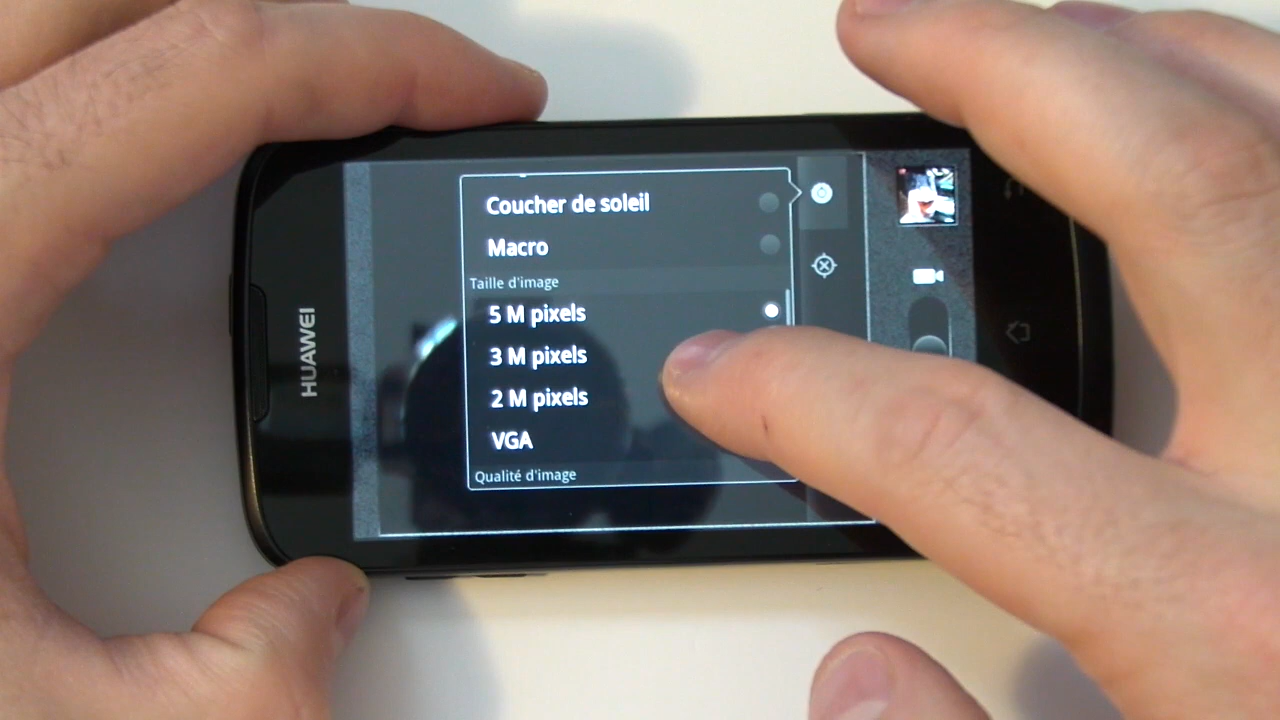 HUAWEI
Coucher de soleil
Macro
Taille d'image
5 M pixels
3 M pixels
2 M pixels
VGA
Qualité d'image